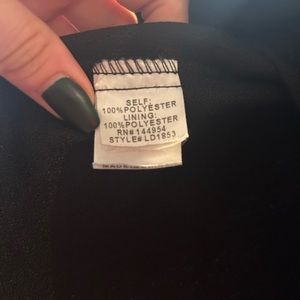 SELF:
100%POLYESTER
LINING:
100%POLYESTER
RN#144954
STYLE#LD1853